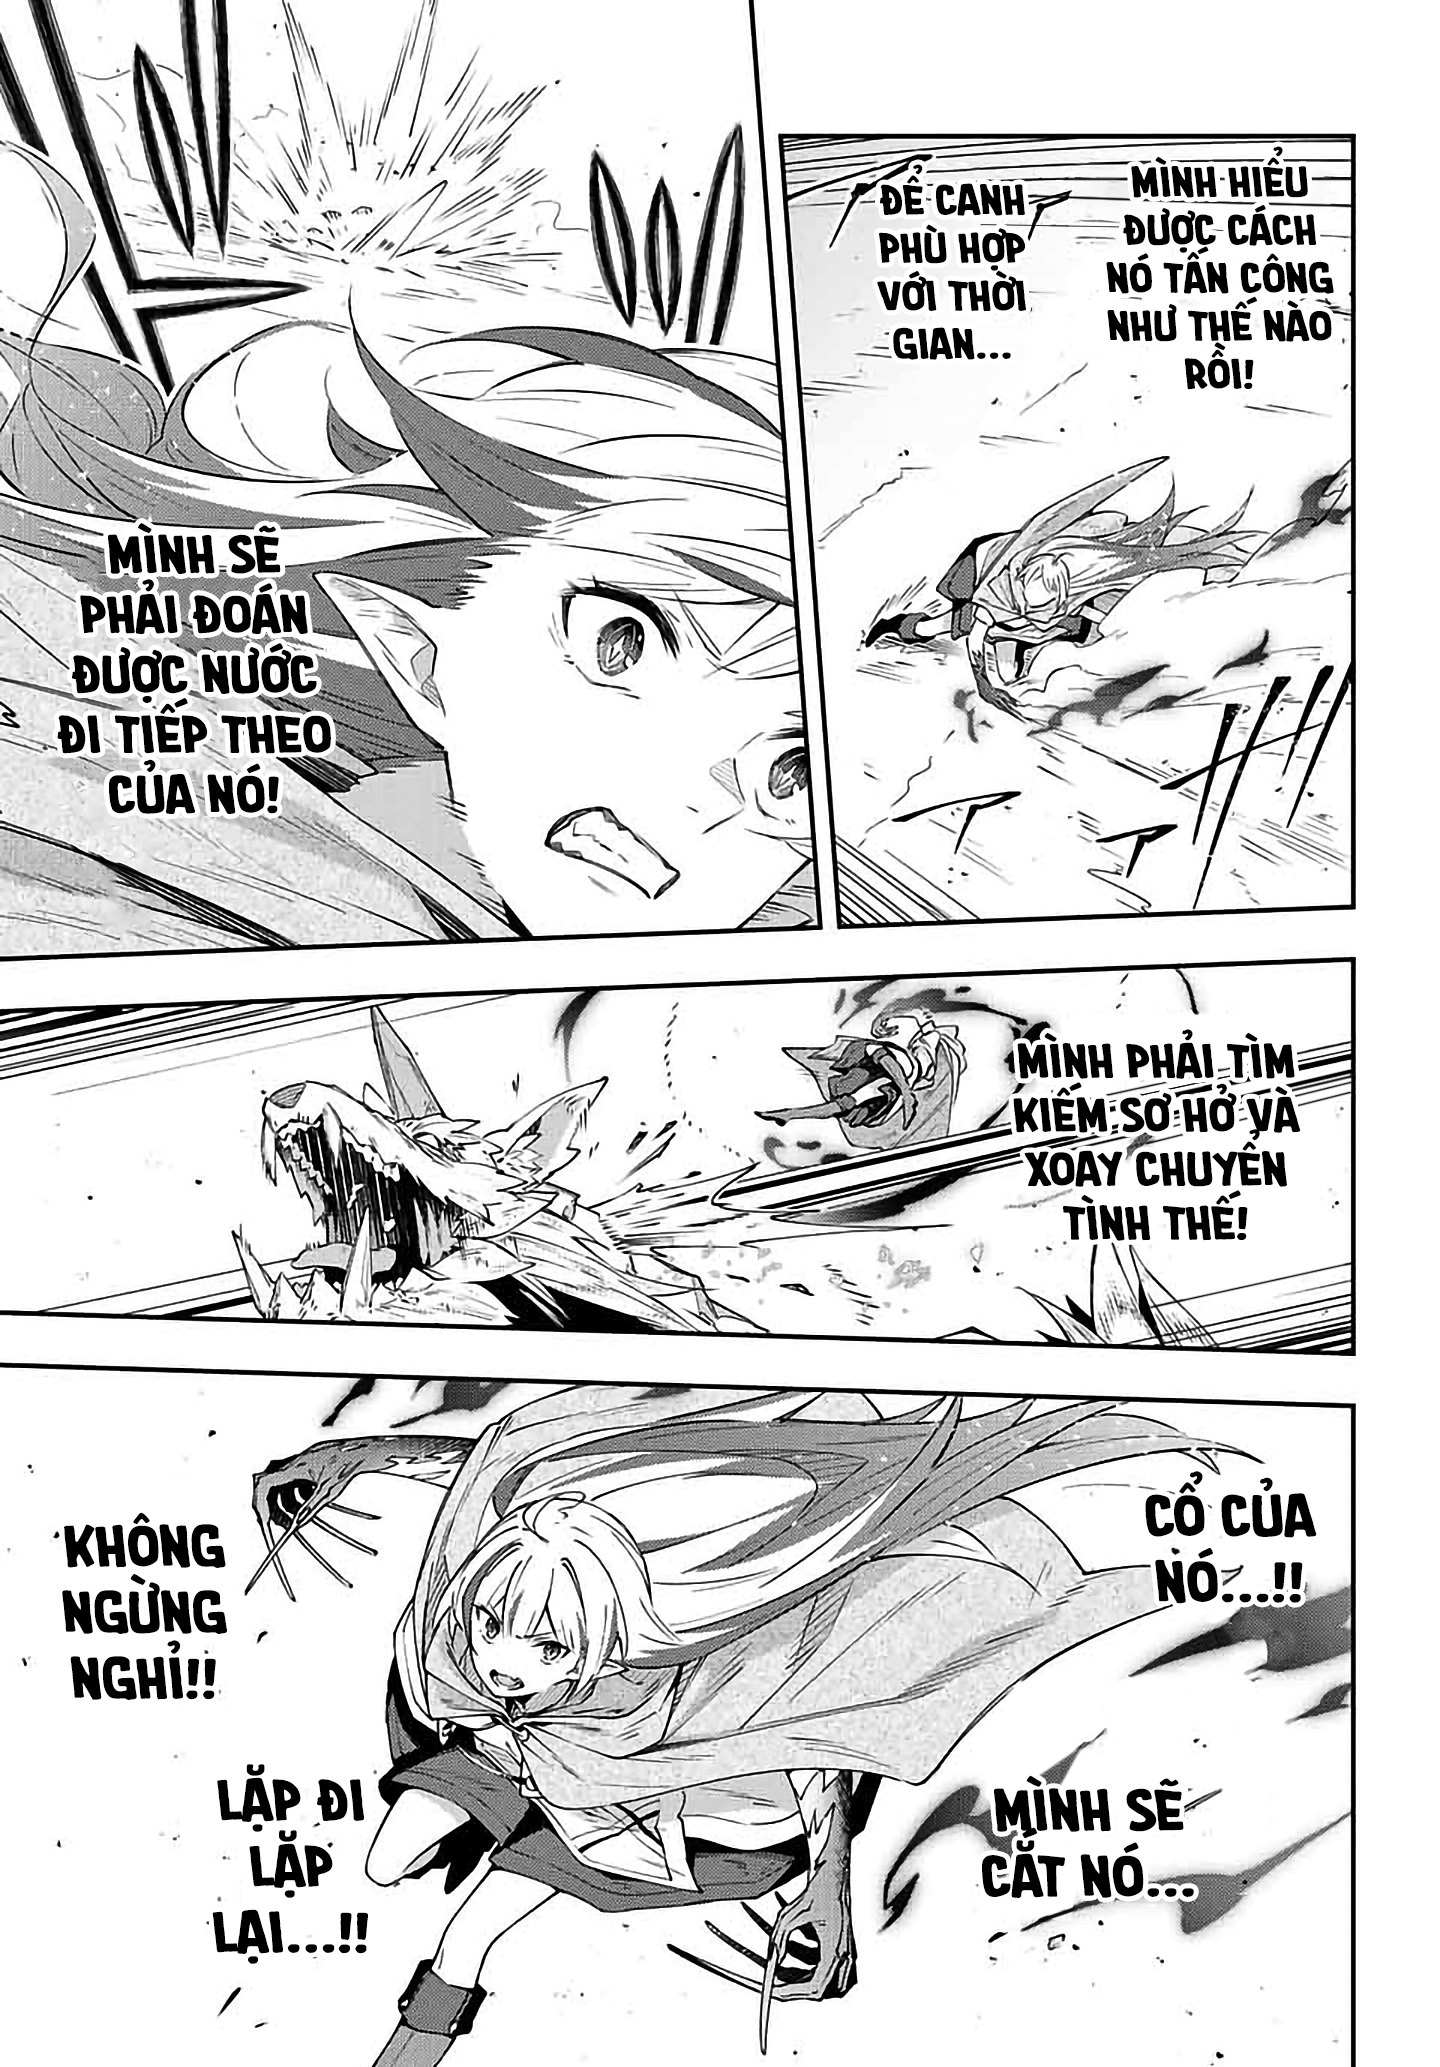 MÌNH HIỂU
ĐƯỢC CÁCH
NÓ TẤN CÔNG
NHƯ THẾ NÀO
RỒI!
ĐỂ CANH
PHÙ HỢP
VỚI THỜI
GIAN...
MÌNH SẼ
PHẢI ĐOÁN
ĐƯỢC NƯỚC
ĐI TIẾP THEO
CỦA NÓ!
MÌNH PHẢI TÌM
KIẾM SƠ HỞ VÀ
XOAY CHUYỂN
TÌNH THẾ!
CỔ CỦA
NÓ...!!
MÌNH SẼ
CẮT NÓ...
KHÔNG
NGỪNG
NGHỈ!!
LẶP ĐI
LẶP
LẠI...!!